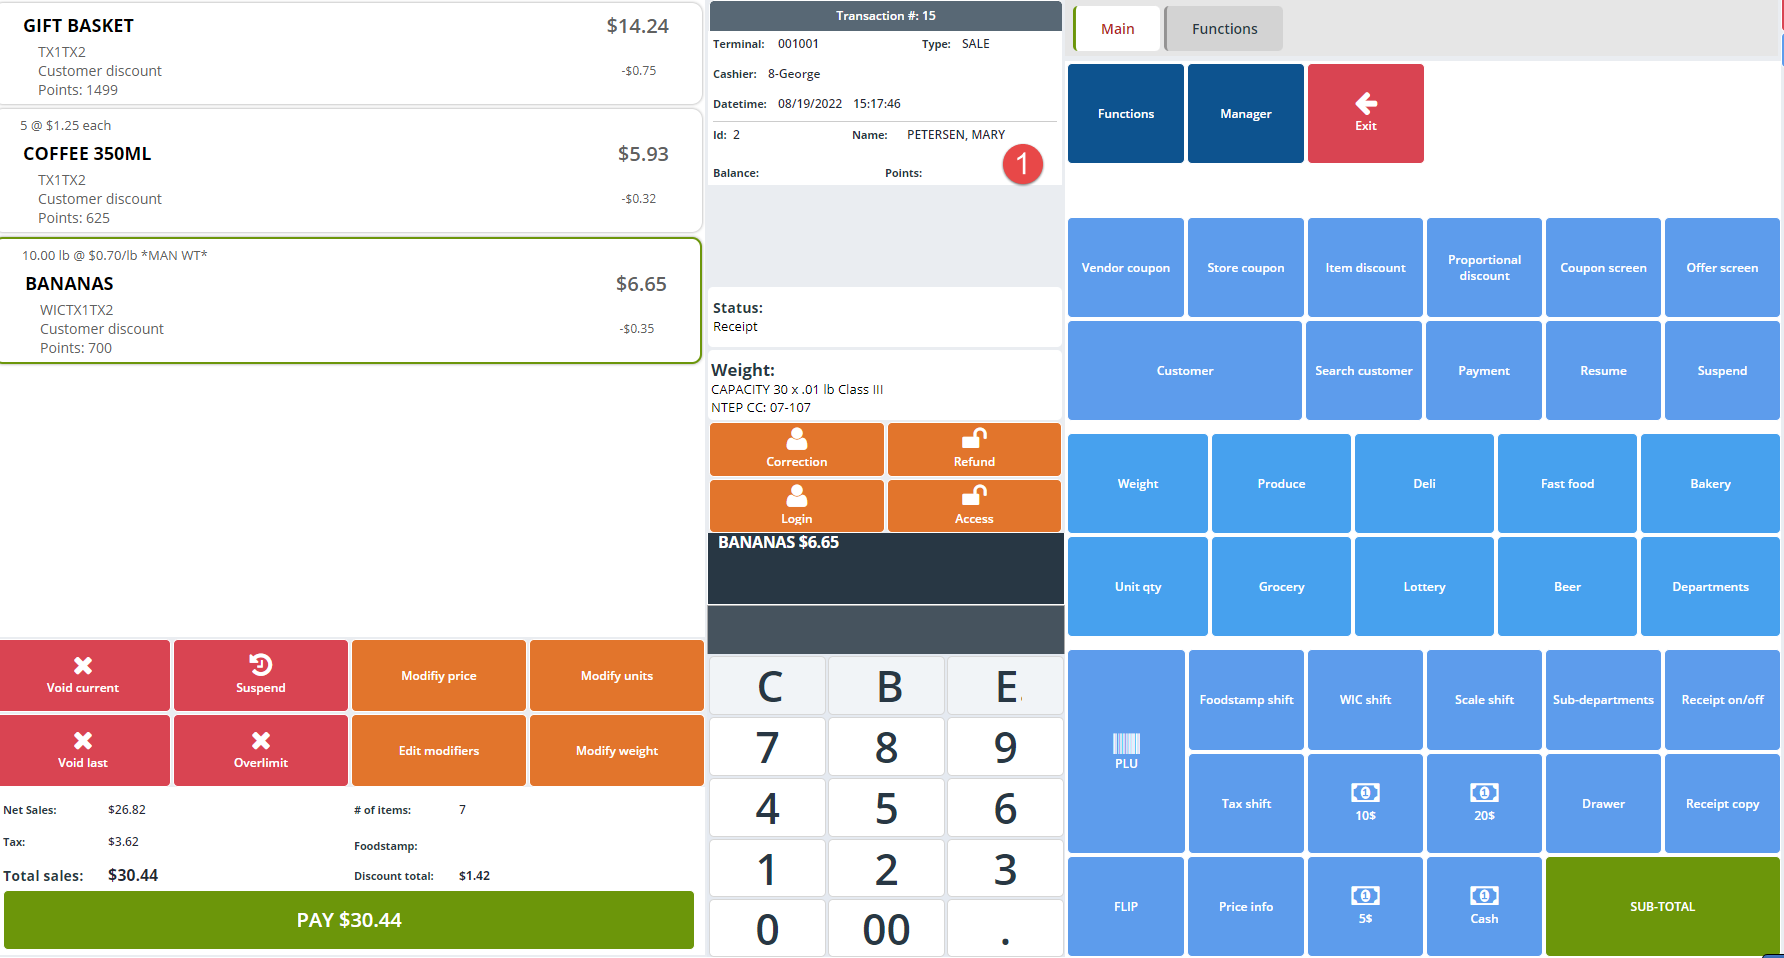 GIFT BASKET $14.24
TX1TX2
Customer discount -$0.75
Points: 1499
5 @ $1.25 each
COFFEE 350ML $5.93
TX1TX2
Customer discount -$0.32
Points: 625
10.00 lb @ $0.70/lb *MAN WT*
BANANAS $6.65
WICTX1TX2
Customer discount -$0.35
Points: 700
Void current
Suspend
Modifiy price
Modify units
Void last
Overlimit
Edit modifiers
Modify weight
Net Sales: $26.82 # of items: 7
Tax: $3.62 Foodstamp:
Total sales: $30.44 Discount total: $1.42
PAY $30.44
Transaction #: 15
Terminal: 001001 Type: SALE
Cashier: 8-George
Datetime: 08/19/2022 15:17:46
Id: 2 Name: PETERSEN, MARY
1
Balance: Points:
Status:
Receipt
Weight:
CAPACITY 30 x .01 lb Class III
NTEP CC: 07-107
Correction
Refund
Login
Access
BANANAS $6.65
C B E
7 8 9
4 5 6
1 2 3
0 00 .
Main
Functions
Functions
Manager
Exit
Vendor coupon
Store coupon
Item discount
Proportional
discount
Coupon screen
Offer screen
Customer
Search customer
Payment
Resume
Suspend
Weight
Produce
Deli
Fast food
Bakery
Unit qty
Grocery
Lottery
Beer
Departments
PLU
Foodstamp shift
WIC shift
Scale shift
Sub-departments
Receipt on/off
Tax shift
10$
20$
Drawer
Receipt copy
FLIP
Price info
5$
Cash
SUB-TOTAL